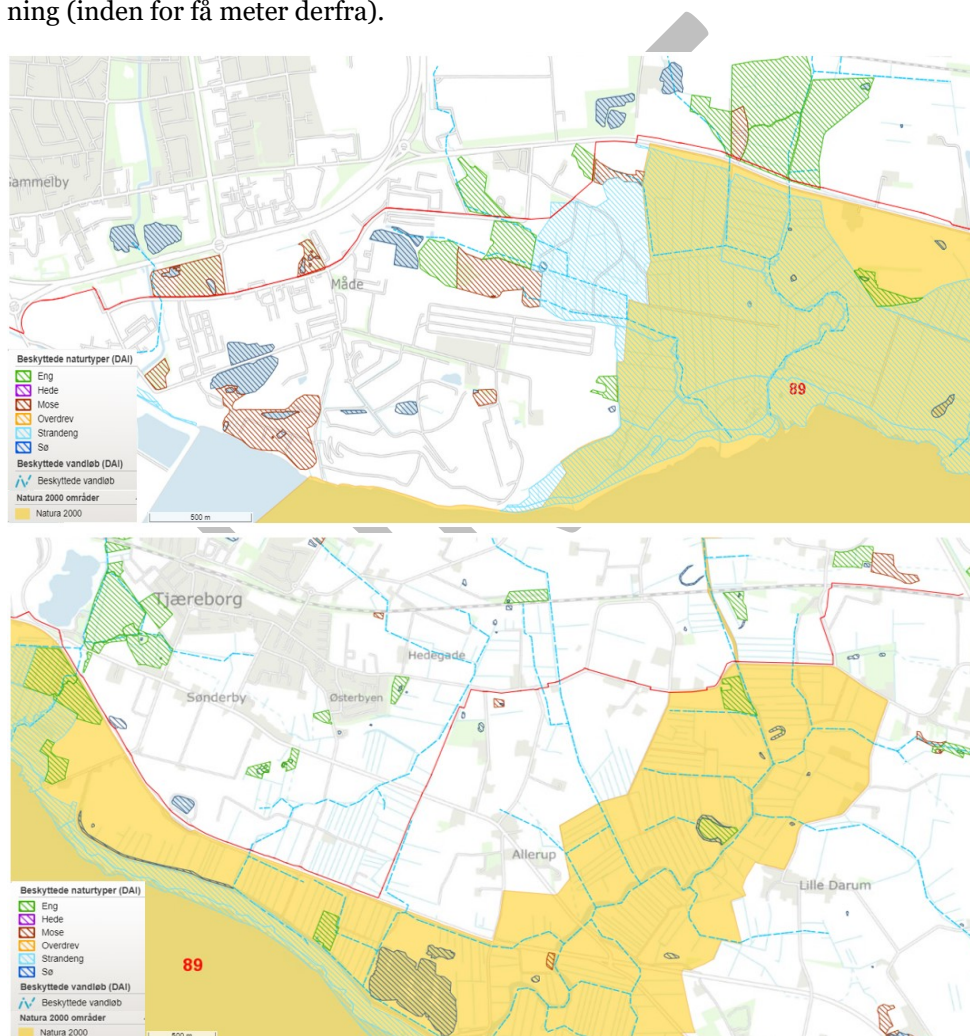 ning (inden for få meter derfra).
Gammelby
Måde
89
Beskyttede naturtyper (DAI)
Eng
Hede
Mose
Overdrev
Strandeng
Sø
Beskyttede vandløb (DAI)
Beskyttede vandløb
Natura 2000 områder
Natura 2000
500 m
Tjæreborg
Hedegade
Sønderby
Østerbyen
Allerup
Lille Darum
89
Beskyttede naturtyper (DAI)
Eng
Hede
Mose
Overdrev
Strandeng
Sø
Beskyttede vandløb (DAI)
Beskyttede vandløb
Natura 2000 områder
Natura 2000
500 m